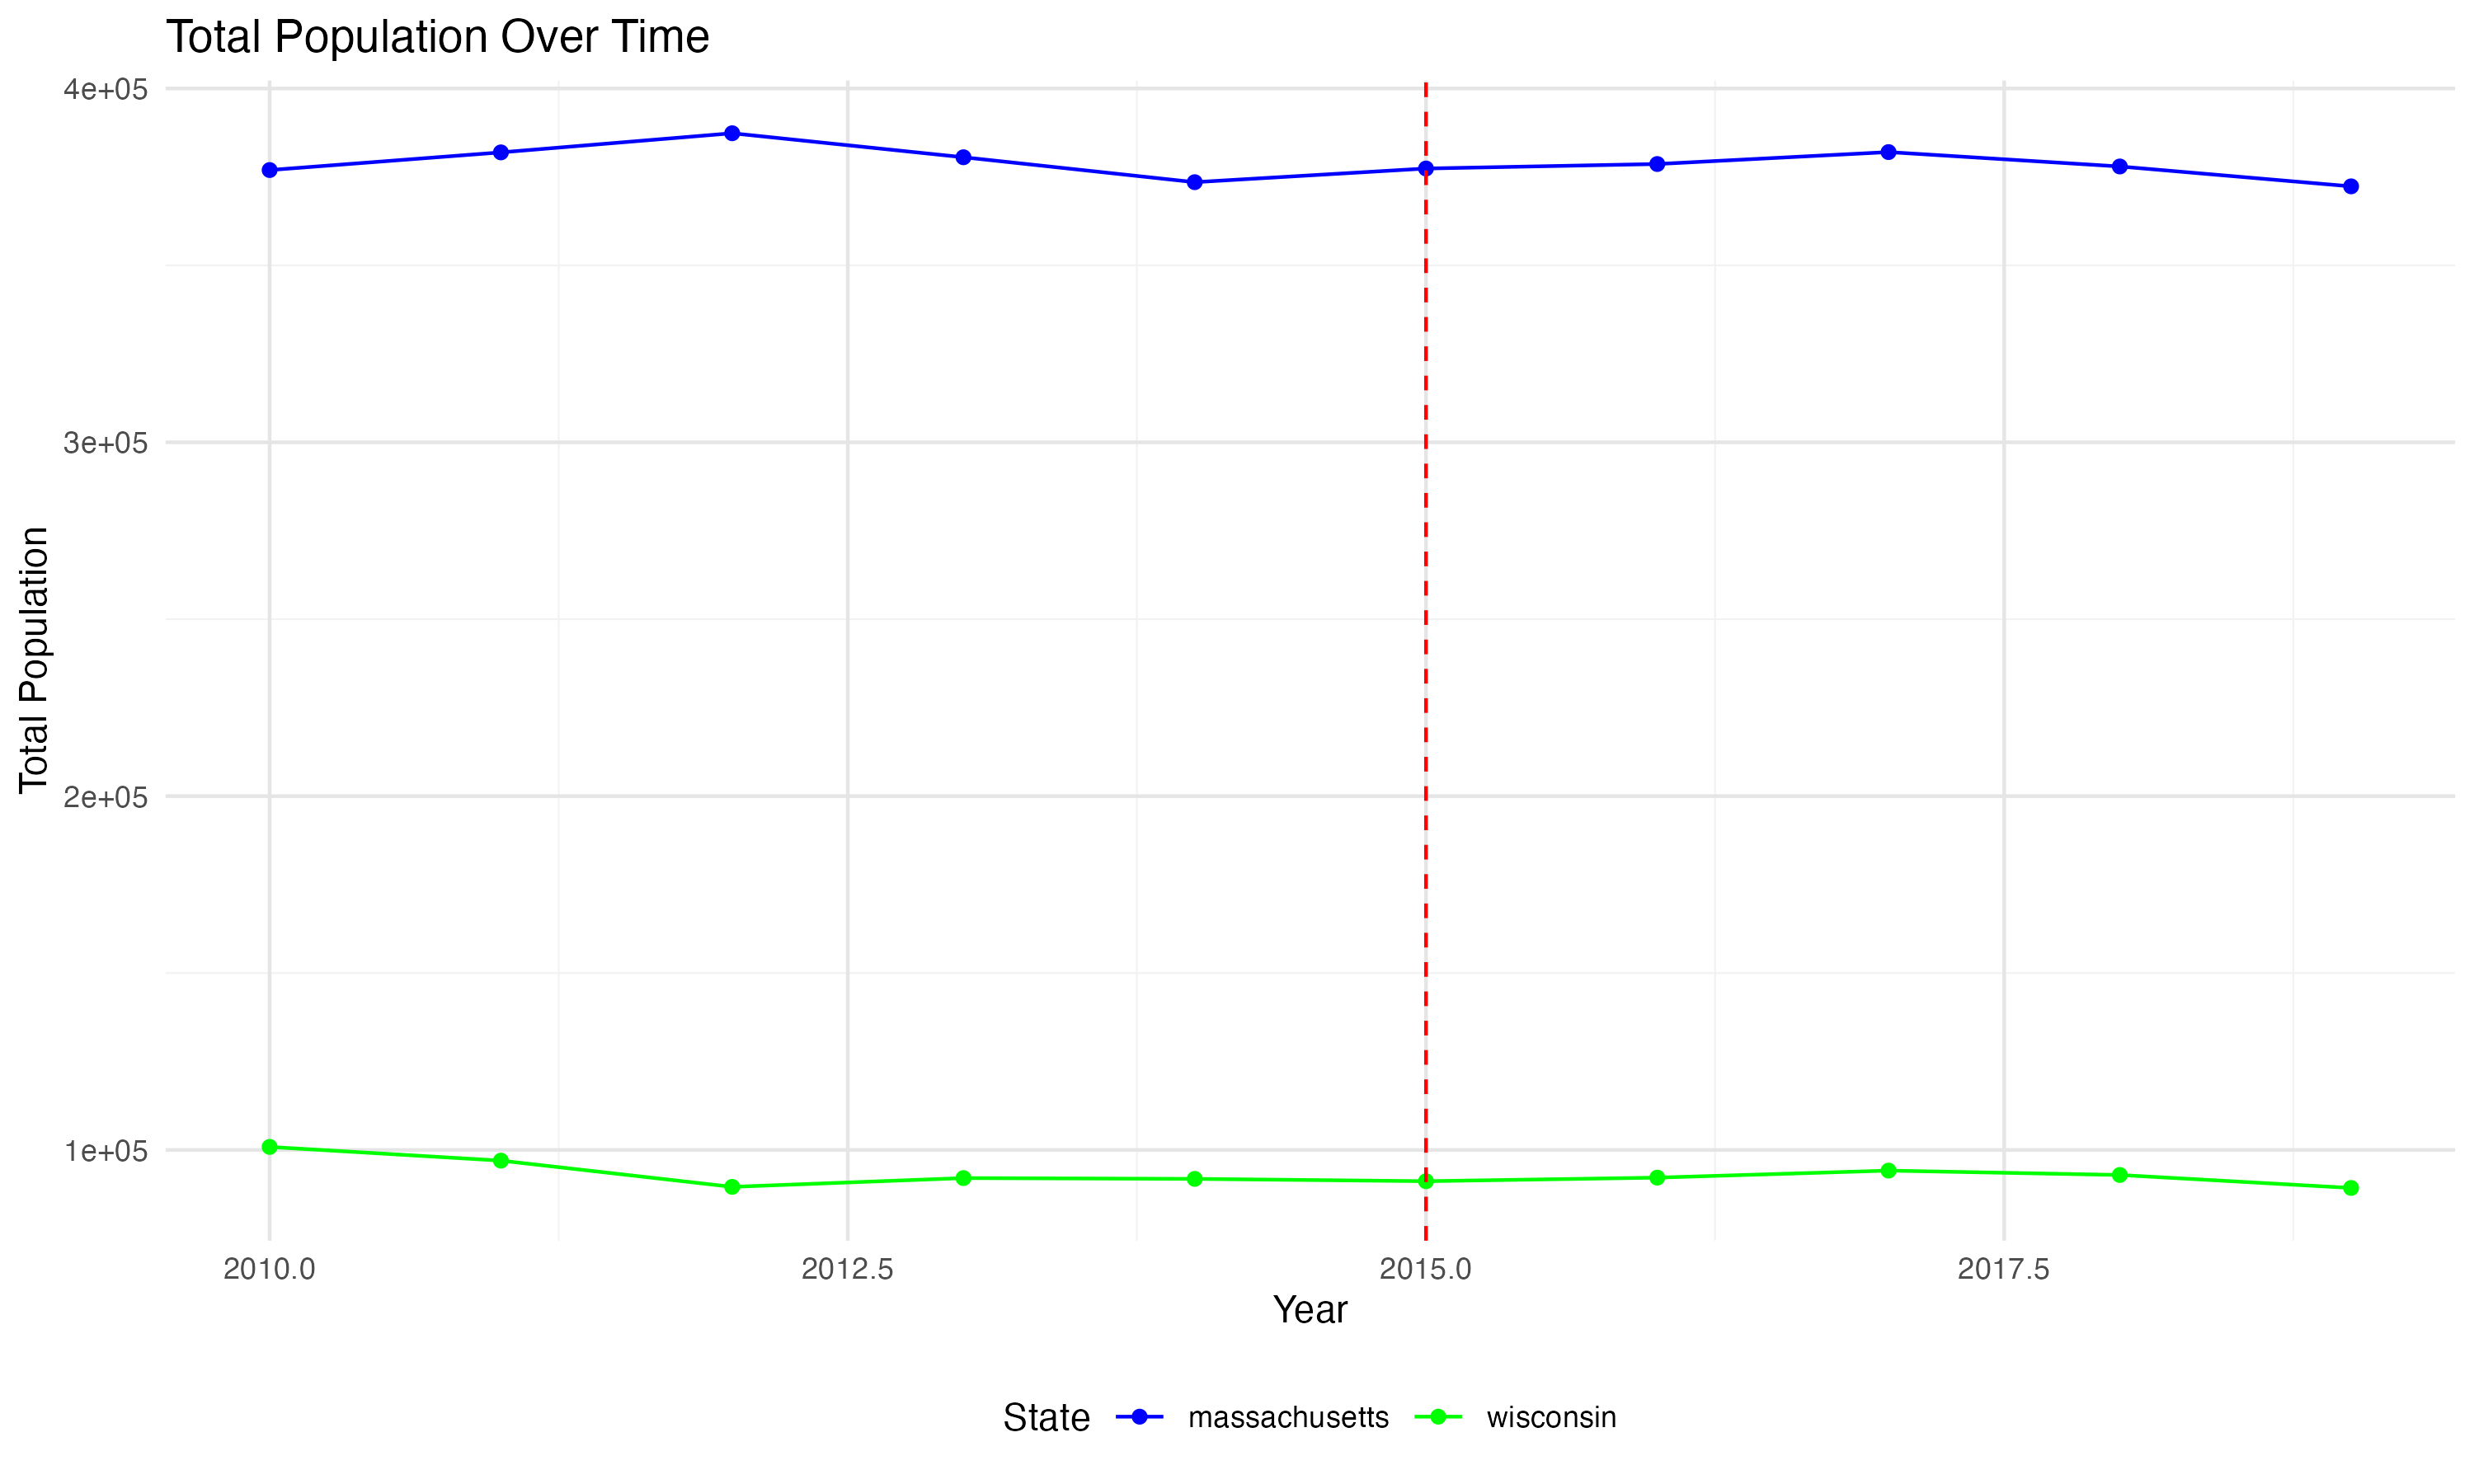 Total Population Over Time
4e+05
3e+05
2e+05
1e+05
Total Population
2010.0 2012.5 2015.0 2017.5
Year
State massachusetts wisconsin